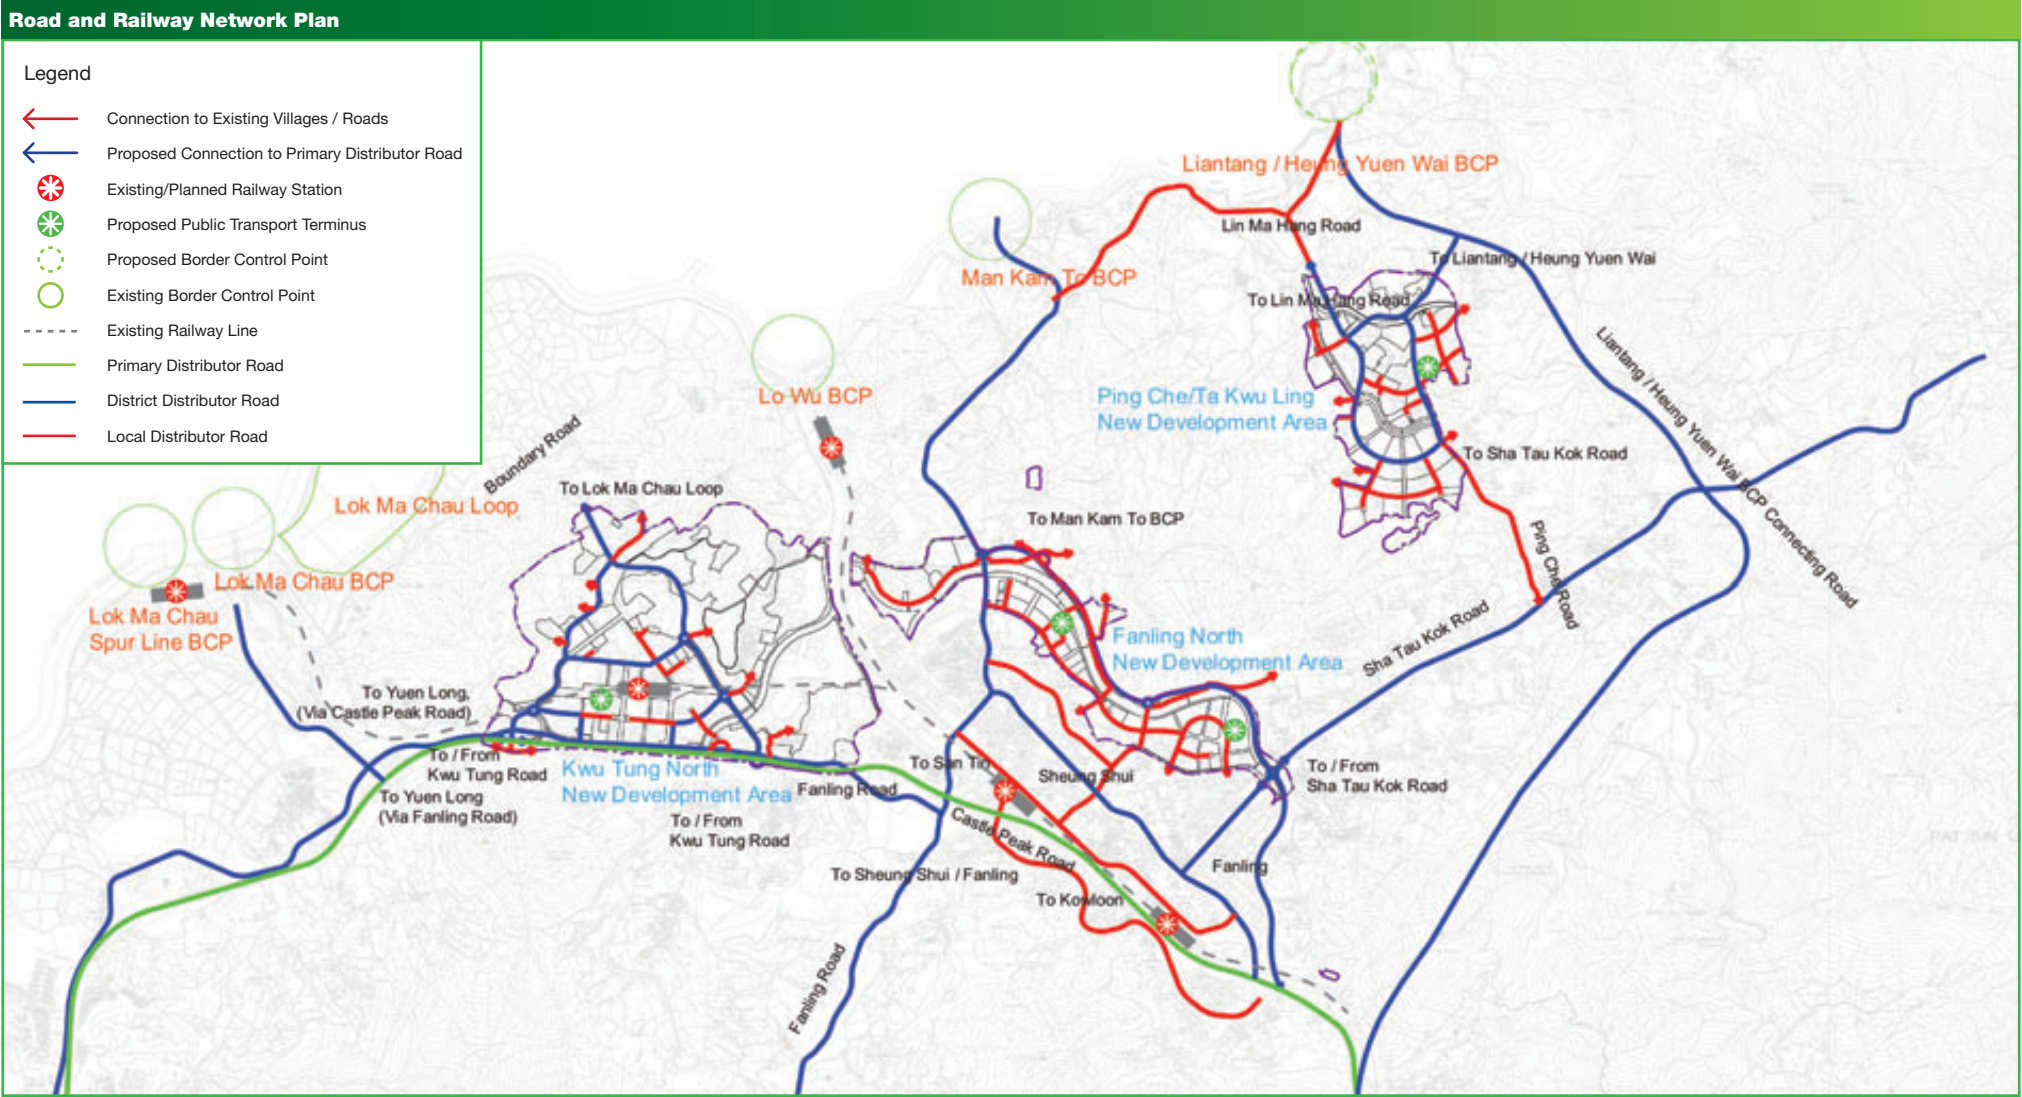 Road and Railway Network Plan
Legend
Connection to Existing Villages / Roads
Proposed Connection to Primary Distributor Road
Existing/Planned Railway Station
Proposed Public Transport Terminus
Proposed Border Control Point
Existing Border Control Point
Existing Railway Line
Primary Distributor Road
District Distributor Road
Local Distributor Road
Liantang / Heung Yuen Wai BCP
Lin Ma Hang Road
To Liantang / Heung Yuen Wai
Man Kam To BCP
To Lin Ma Hang Road
Liantang / Heung Yuen Wai BCP Connecting Road
Lo Wu BCP
Ping Che/Ta Kwu Ling
New Development Area
Boundary Road
To Sha Tau Kok Road
To Lok Ma Chau Loop
Lok Ma Chau Loop
To Man Kam To BCP
Ping Che Road
Lok Ma Chau BCP
Lok Ma Chau
Spur Line BCP
Sha Tau Kok Road
Fanling North
New Development Area
To Yuen Long,
(Via Castle Peak Road)
To / From
Kwu Tung Road
Kwu Tung North
New Development Area
To San Tin
Sheung Shui
To / From
Sha Tau Kok Road
Fanling Road
To Yuen Long
(Via Fanling Road)
To / From
Kwu Tung Road
Castle Peak Road
To Sheung Shui / Fanling
Fanling
To Kowloon
Fanling Road